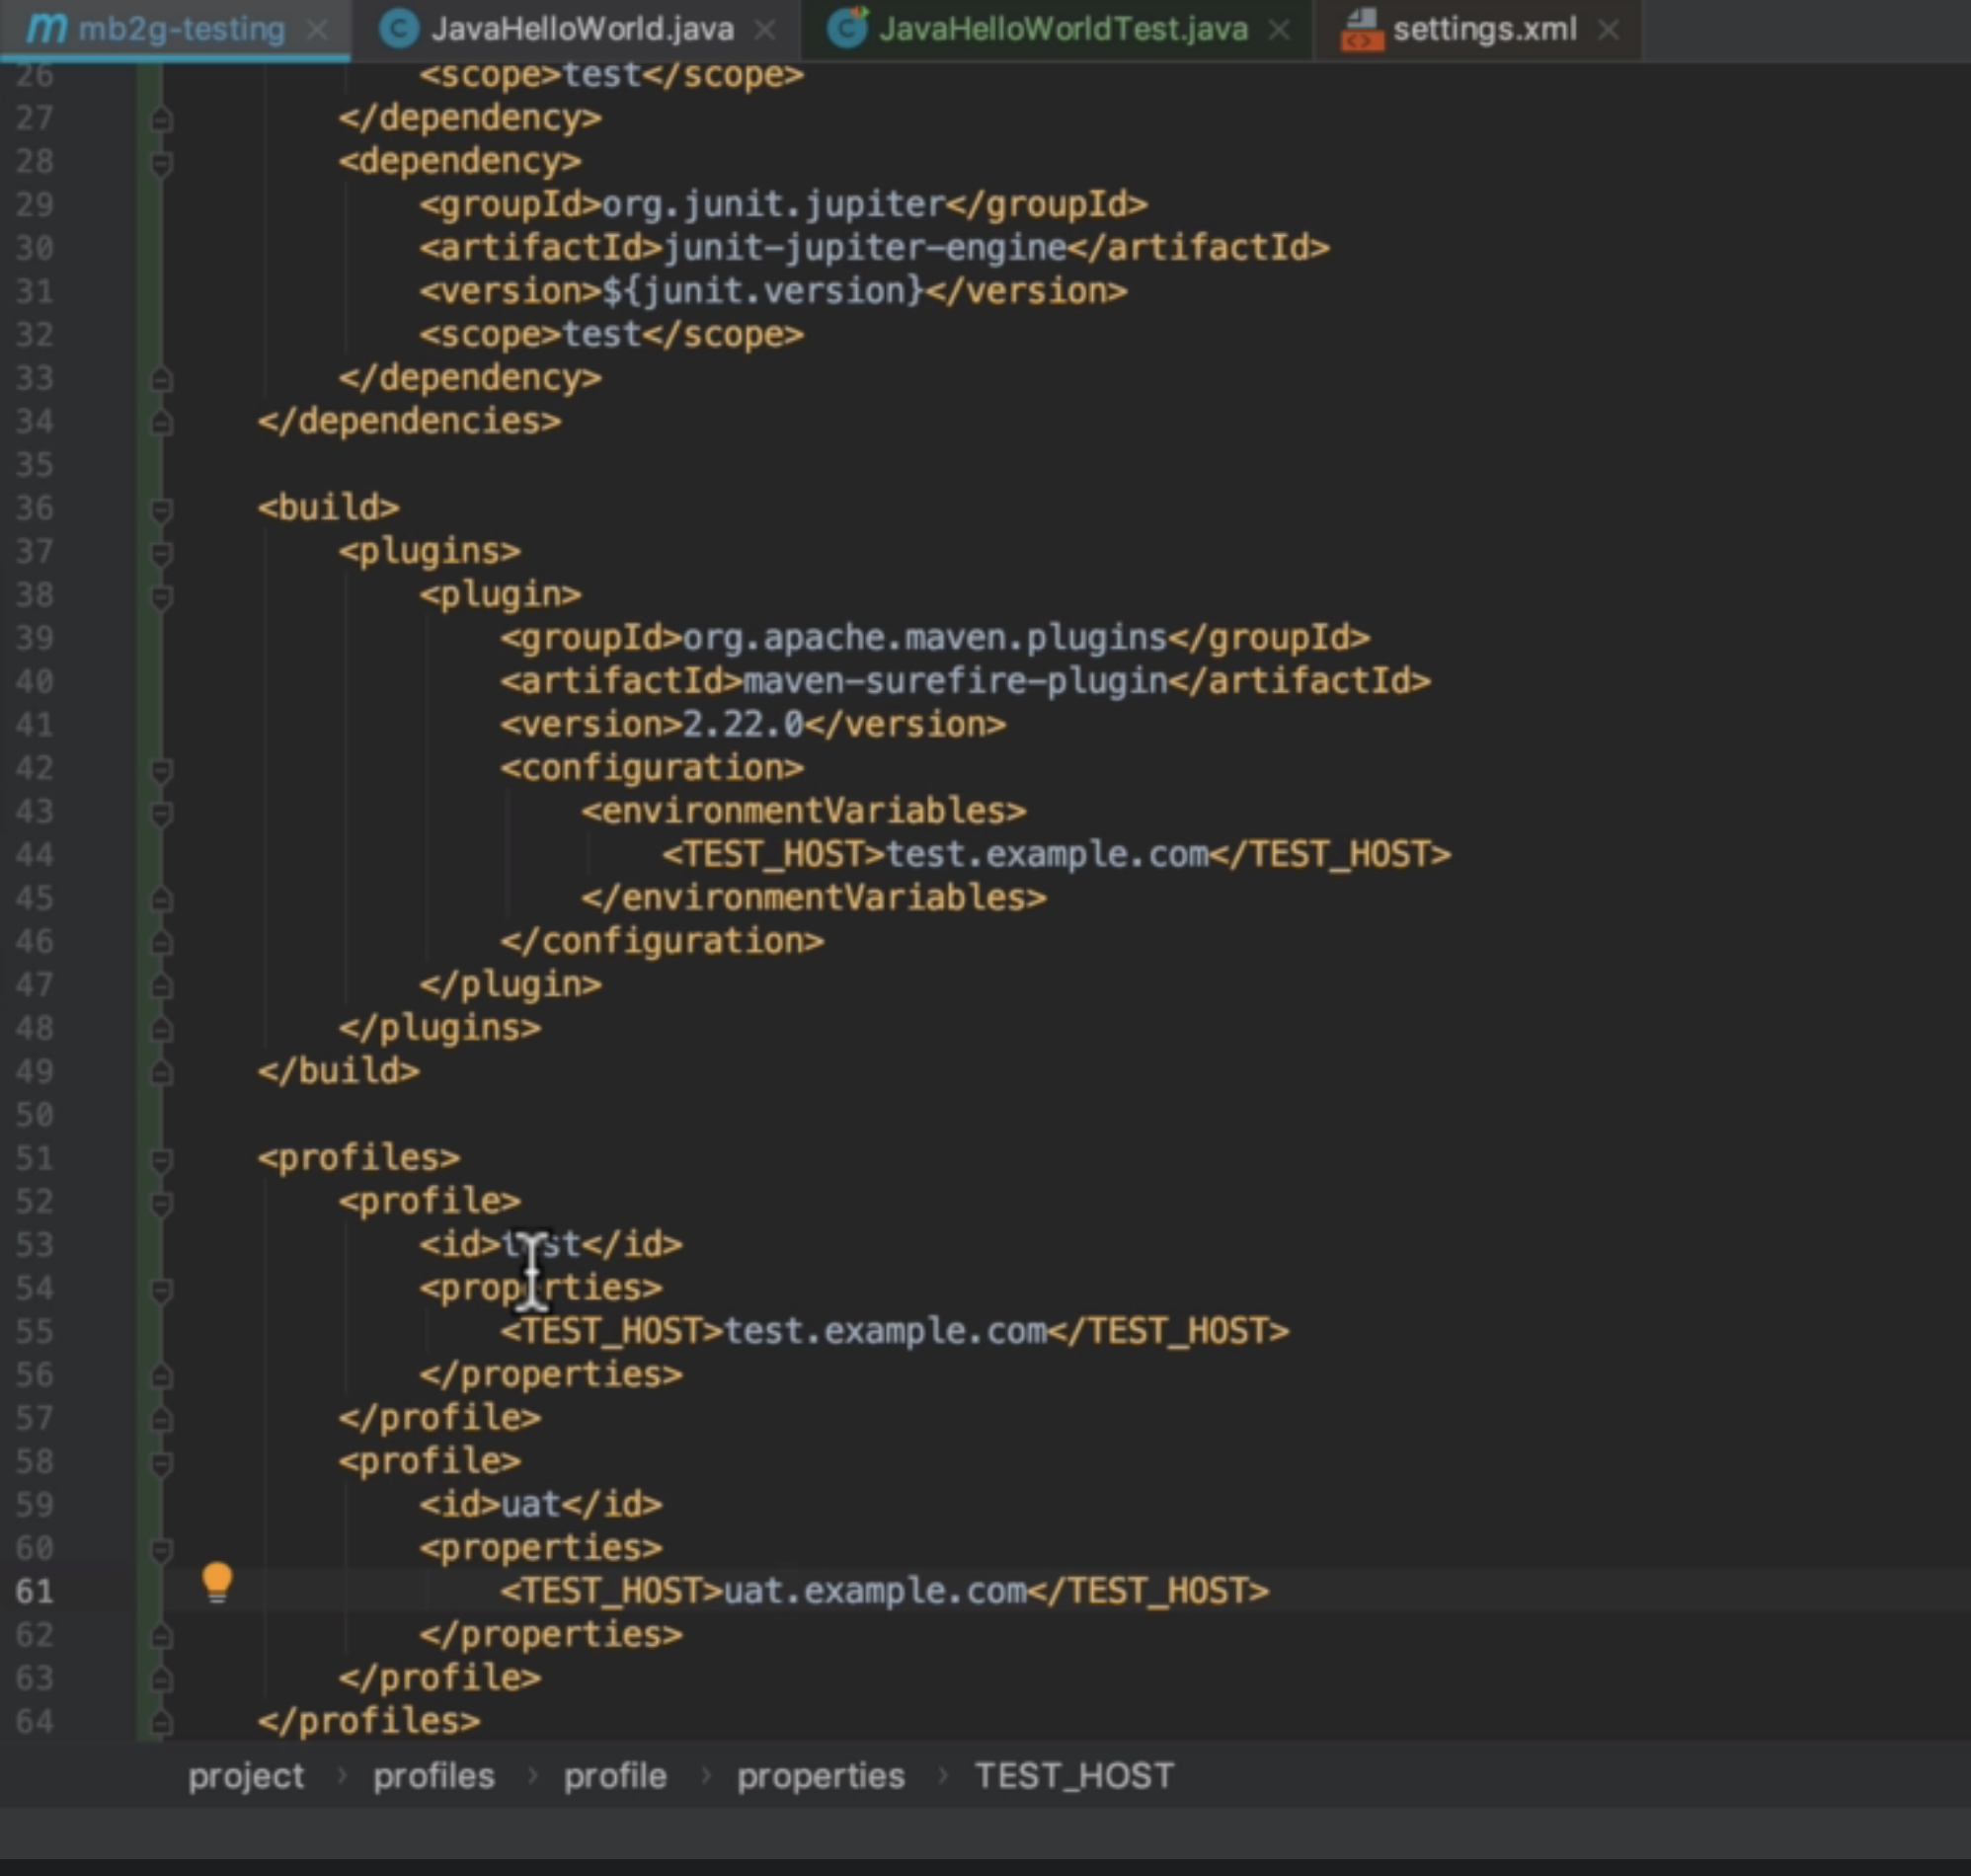 mb2g-testing JavaHelloWorld.java JavaHelloWorldTest.java settings.xml
26 <scope>test</scope>
27 </dependency>
28 <dependency>
29 <groupId>org.junit.jupiter</groupId>
30 <artifactId>junit-jupiter-engine</artifactId>
31 <version>${junit.version}</version>
32 <scope>test</scope>
33 </dependency>
34 </dependencies>
35
36 <build>
37 <plugins>
38 <plugin>
39 <groupId>org.apache.maven.plugins</groupId>
40 <artifactId>maven-surefire-plugin</artifactId>
41 <version>2.22.0</version>
42 <configuration>
43 <environmentVariables>
44 <TEST_HOST>test.example.com</TEST_HOST>
45 </environmentVariables>
46 </configuration>
47 </plugin>
48 </plugins>
49 </build>
50
51 <profiles>
52 <profile>
53 <id>test</id>
54 <properties>
55 <TEST_HOST>test.example.com</TEST_HOST>
56 </properties>
57 </profile>
58 <profile>
59 <id>uat</id>
60 <properties>
61 <TEST_HOST>uat.example.com</TEST_HOST>
62 </properties>
63 </profile>
64 </profiles>
project › profiles › profile › properties › TEST_HOST